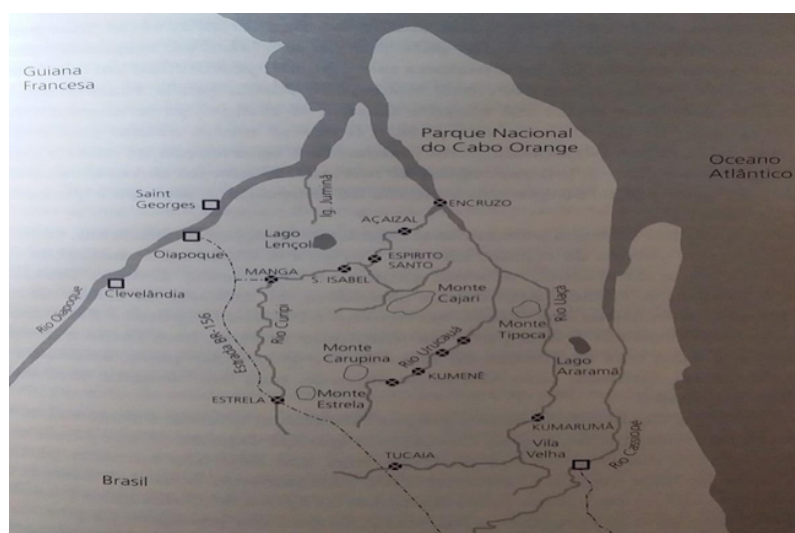 Guiana
Francesa
Parque Nacional
do Cabo Orange
Oceano
Atlântico
Saint
Georges
Ig. Juminã
ENCRUZO
AÇAIZAL
Lago
Lençol
Oiapoque
ESPIRITO
SANTO
MANGA
S. ISABEL
Clevelândia
Monte
Cajari
Rio Oiapoque
Estrada BR-156
Rio Curipi
Rio Uaçá
Monte
Tipoca
Monte
Carupina
Rio Urucauá
Lago
Araramã
KUMENÊ
ESTRELA
Monte
Estrela
KUMARUMÃ
Vila
Velha
Rio Cassiope
TUCAIA
Brasil